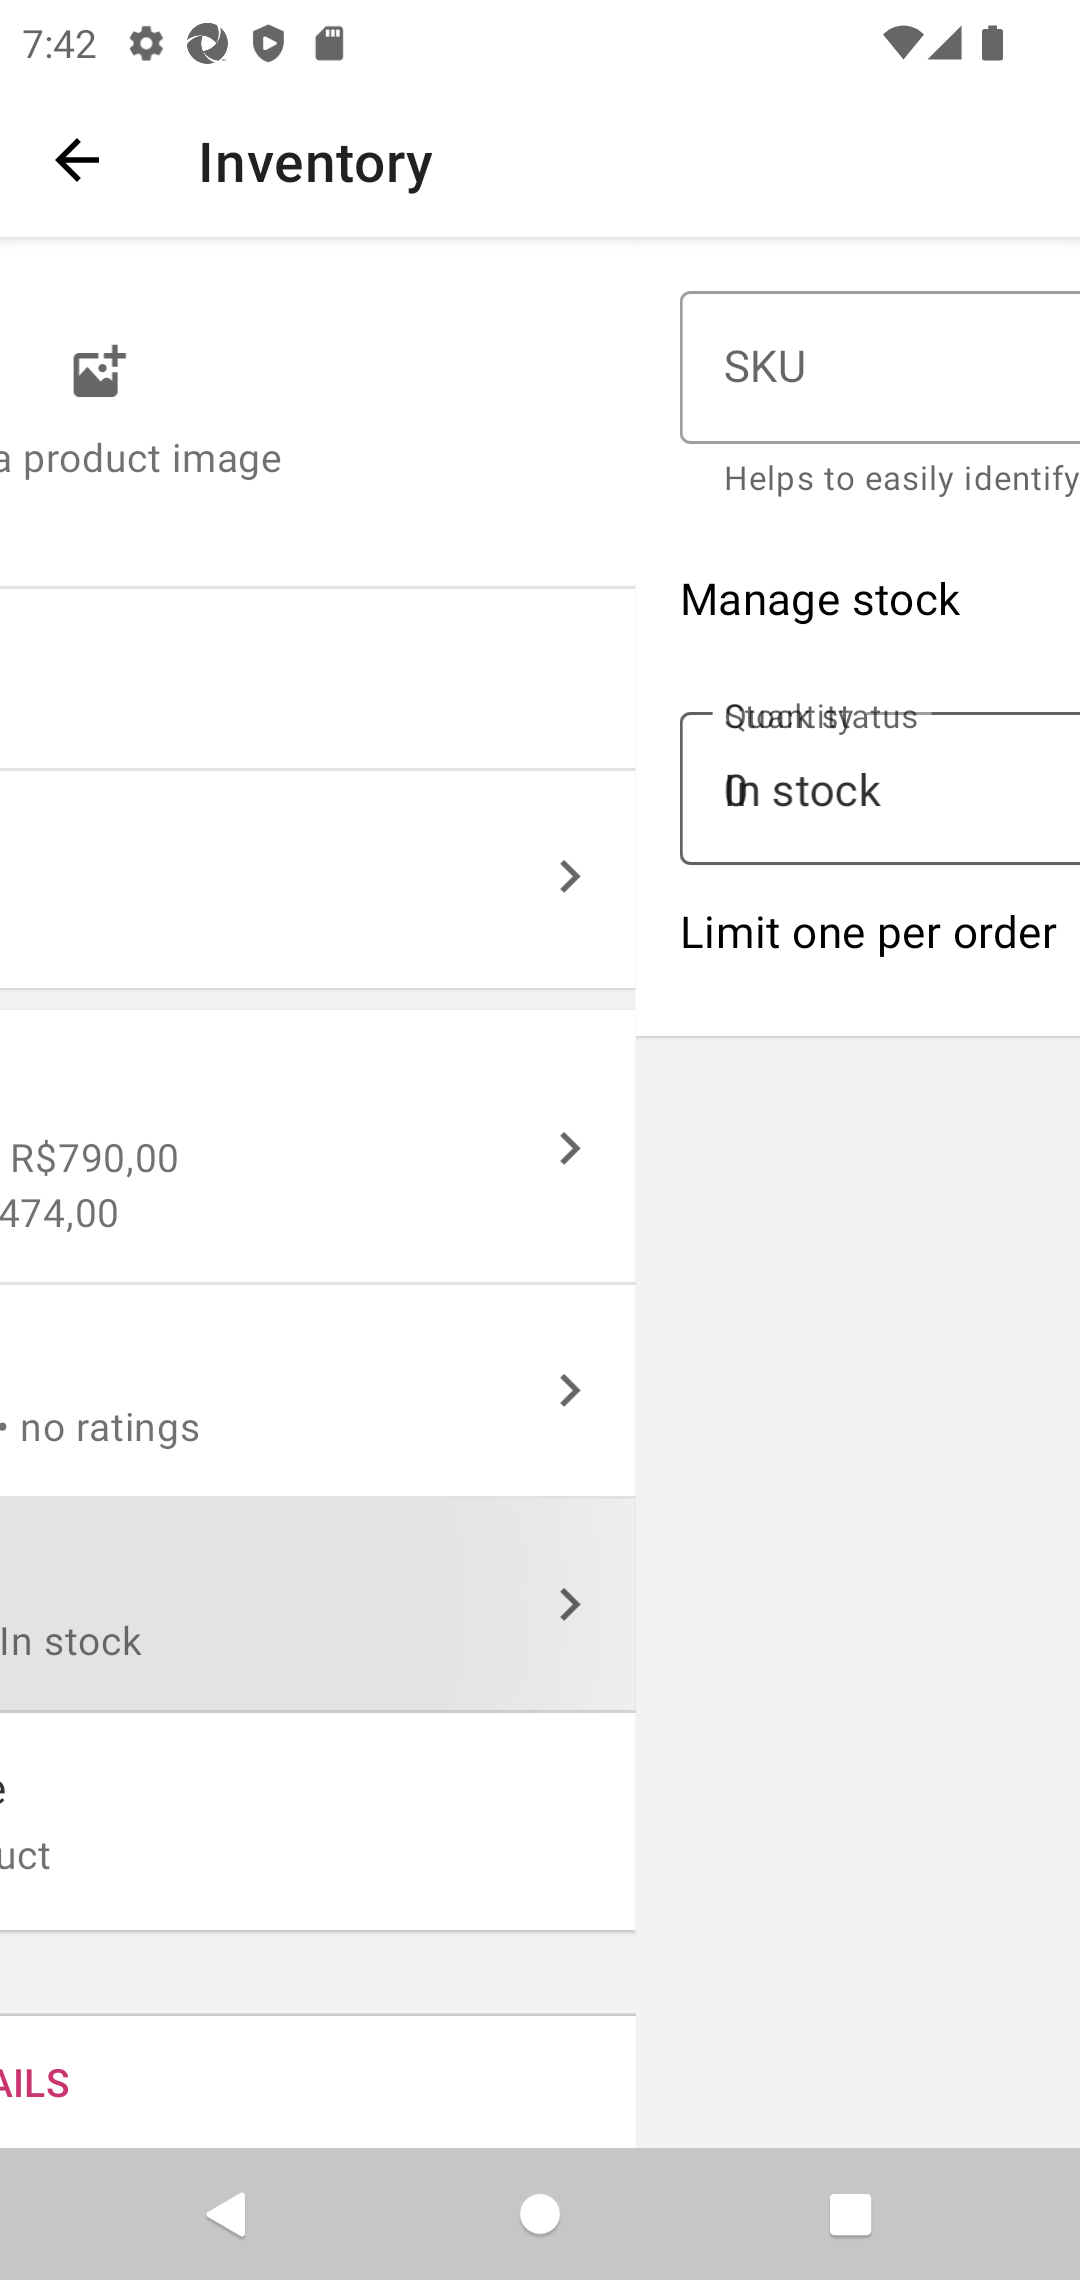 7:42
Inventory
a product image
SKU
Helps to easily identify
Manage stock
Stock status
Quantity
In stock
0
Limit one per order
R$790,00
474,00
• no ratings
In stock
e
uct
AILS